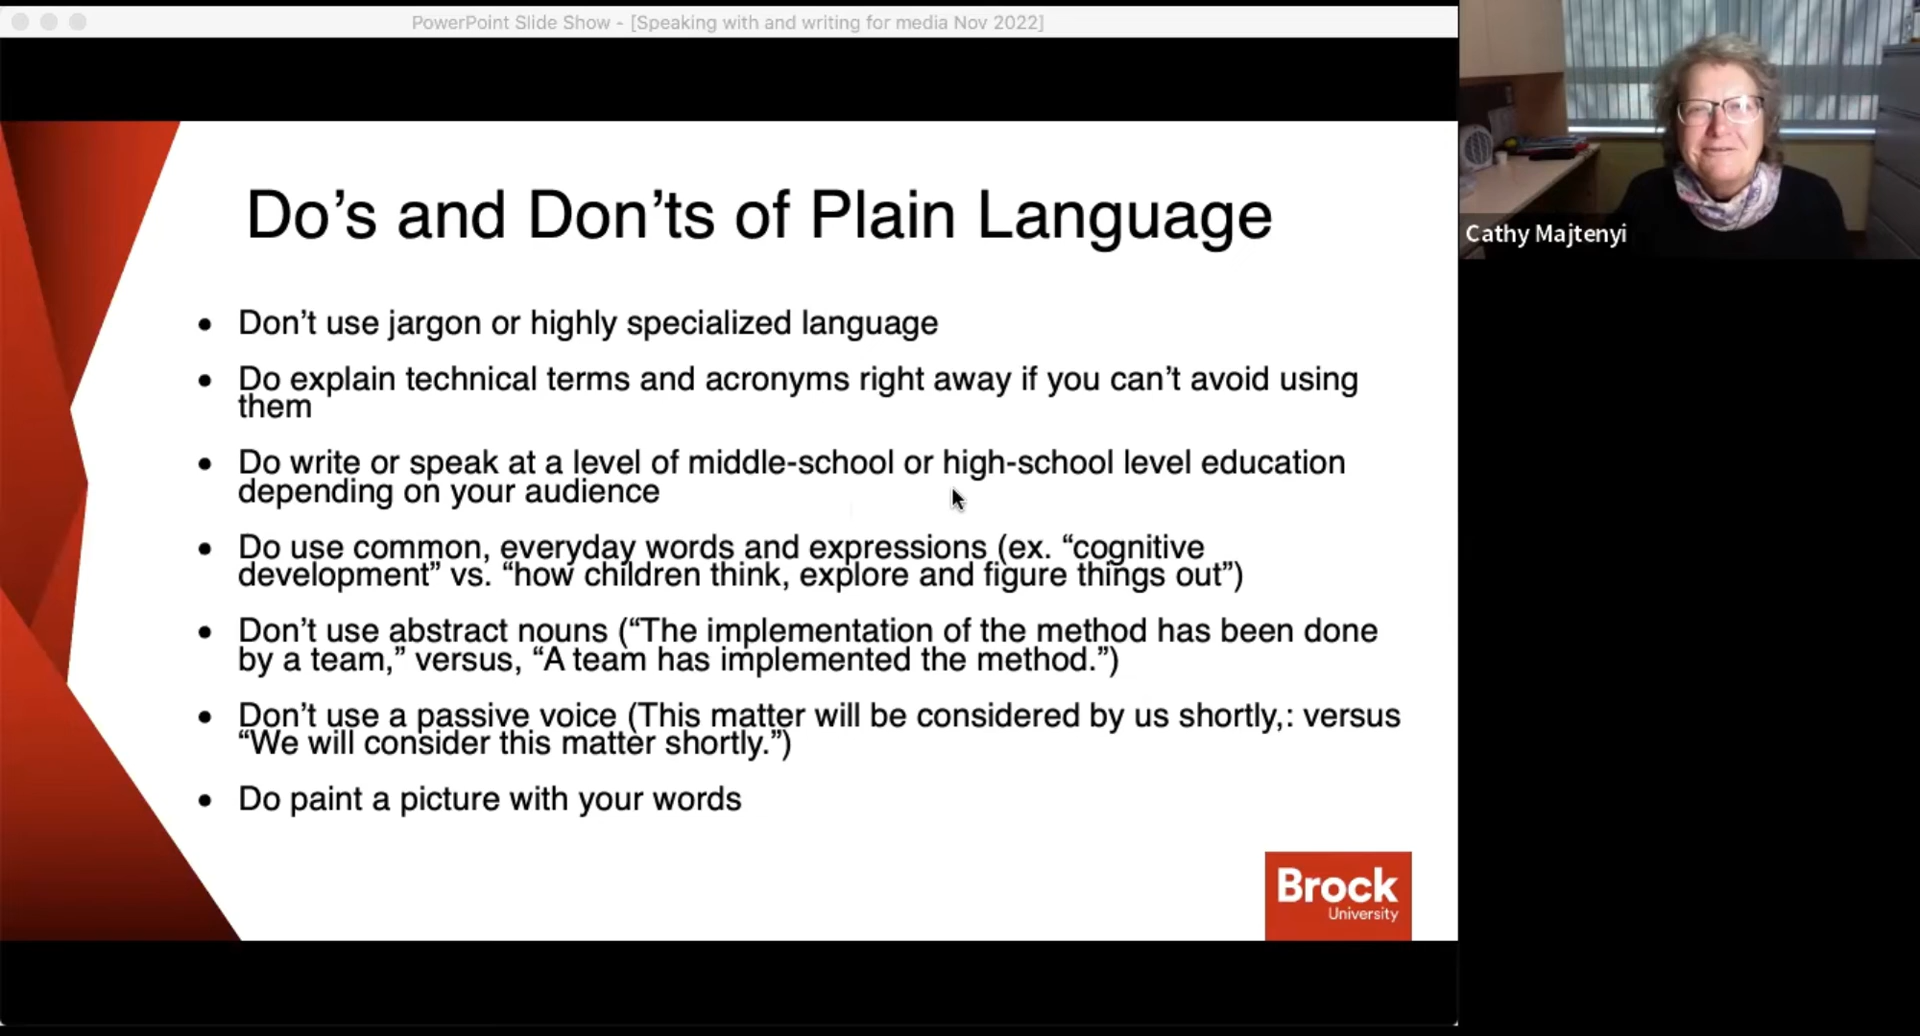 PowerPoint Slide Show - [Speaking with and writing for media Nov 2022]
Do’s and Don’ts of Plain Language
• Don’t use jargon or highly specialized language
• Do explain technical terms and acronyms right away if you can’t avoid using
them
• Do write or speak at a level of middle-school or high-school level education
depending on your audience
• Do use common, everyday words and expressions (ex. “cognitive
development” vs. “how children think, explore and figure things out”)
• Don’t use abstract nouns (“The implementation of the method has been done
by a team,” versus, “A team has implemented the method.”)
• Don’t use a passive voice (This matter will be considered by us shortly,: versus
“We will consider this matter shortly.”)
• Do paint a picture with your words
Brock
University
Cathy Majtenyi